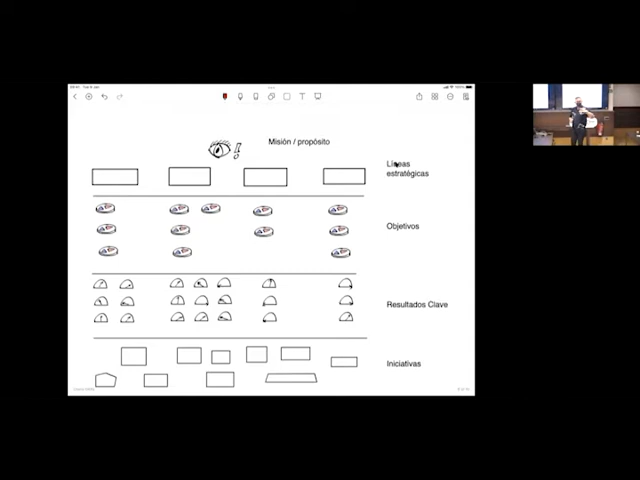 Misión / propósito
Líneas
estratégicas
Objetivos
Resultados Clave
Iniciativas